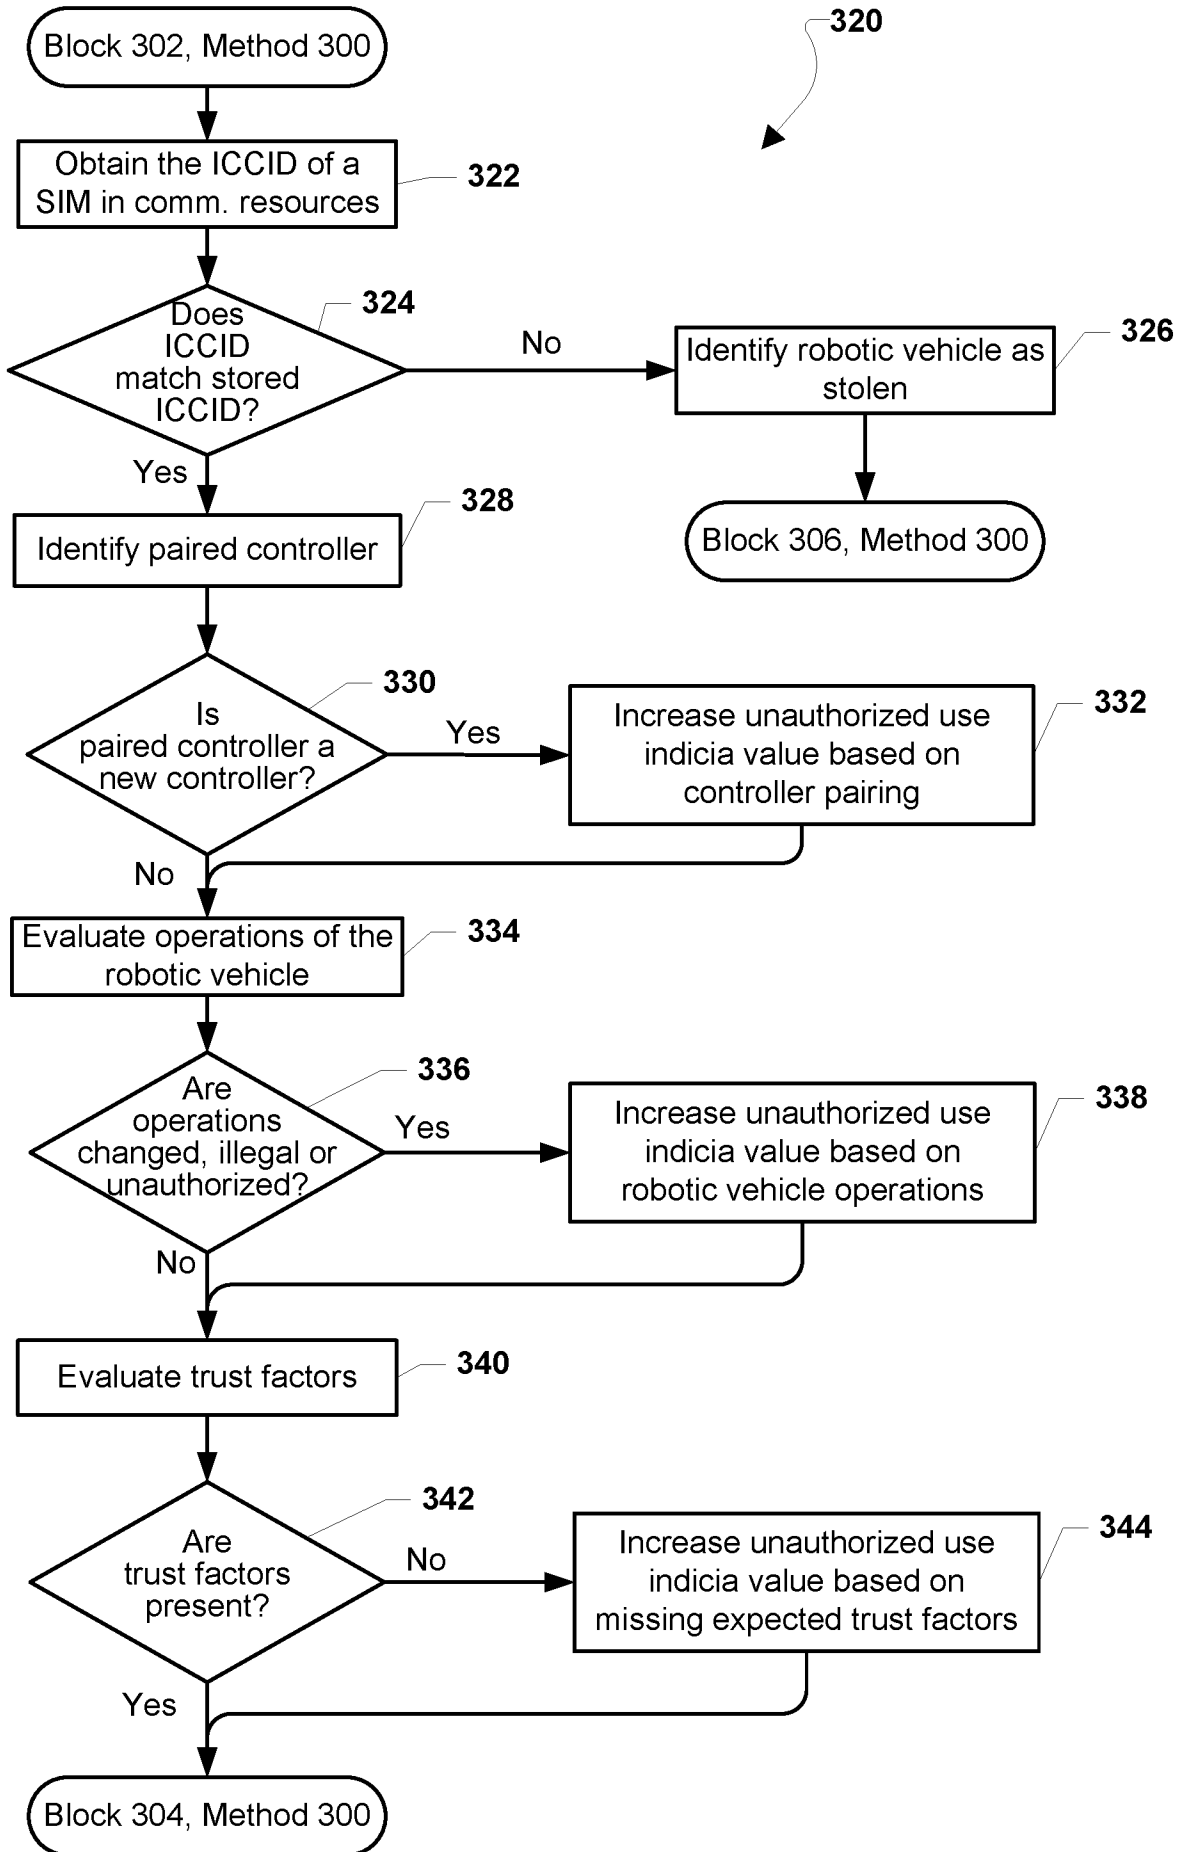 Block 302, Method 300
320
Obtain the ICCID of a
SIM in comm. resources
322
Does
ICCID
match stored
ICCID?
324
No
Identify robotic vehicle as
stolen
326
Yes
Block 306, Method 300
Identify paired controller
328
Is
paired controller a
new controller?
330
Yes
Increase unauthorized use
indicia value based on
controller pairing
332
No
Evaluate operations of the
robotic vehicle
334
Are
operations
changed, illegal or
unauthorized?
336
Yes
Increase unauthorized use
indicia value based on
robotic vehicle operations
338
No
Evaluate trust factors
340
Are
trust factors
present?
342
No
Increase unauthorized use
indicia value based on
missing expected trust factors
344
Yes
Block 304, Method 300